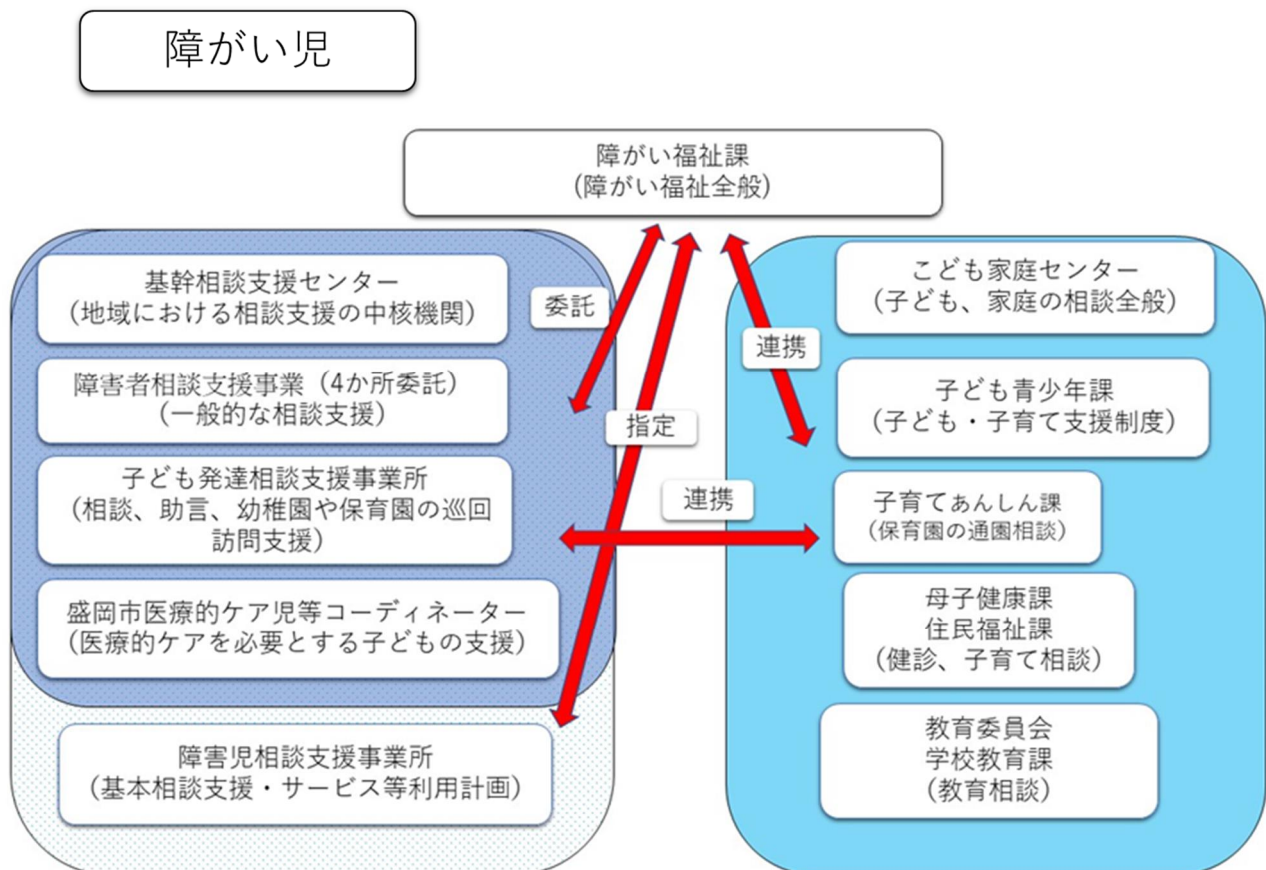 障がい児
障がい福祉課
(障がい福祉全般)
基幹相談支援センター
(地域における相談支援の中核機関)
障害者相談支援事業（4か所委託）
(一般的な相談支援)
子ども発達相談支援事業所
(相談、助言、幼稚園や保育園の巡回
訪問支援)
盛岡市医療的ケア児等コーディネーター
(医療的ケアを必要とする子どもの支援)
障害児相談支援事業所
(基本相談支援・サービス等利用計画)
委託
指定
連携
連携
こども家庭センター
(子ども、家庭の相談全般)
子ども青少年課
(子ども・子育て支援制度)
子育てあんしん課
(保育園の通園相談)
母子健康課
住民福祉課
(健診、子育て相談)
教育委員会
学校教育課
(教育相談)